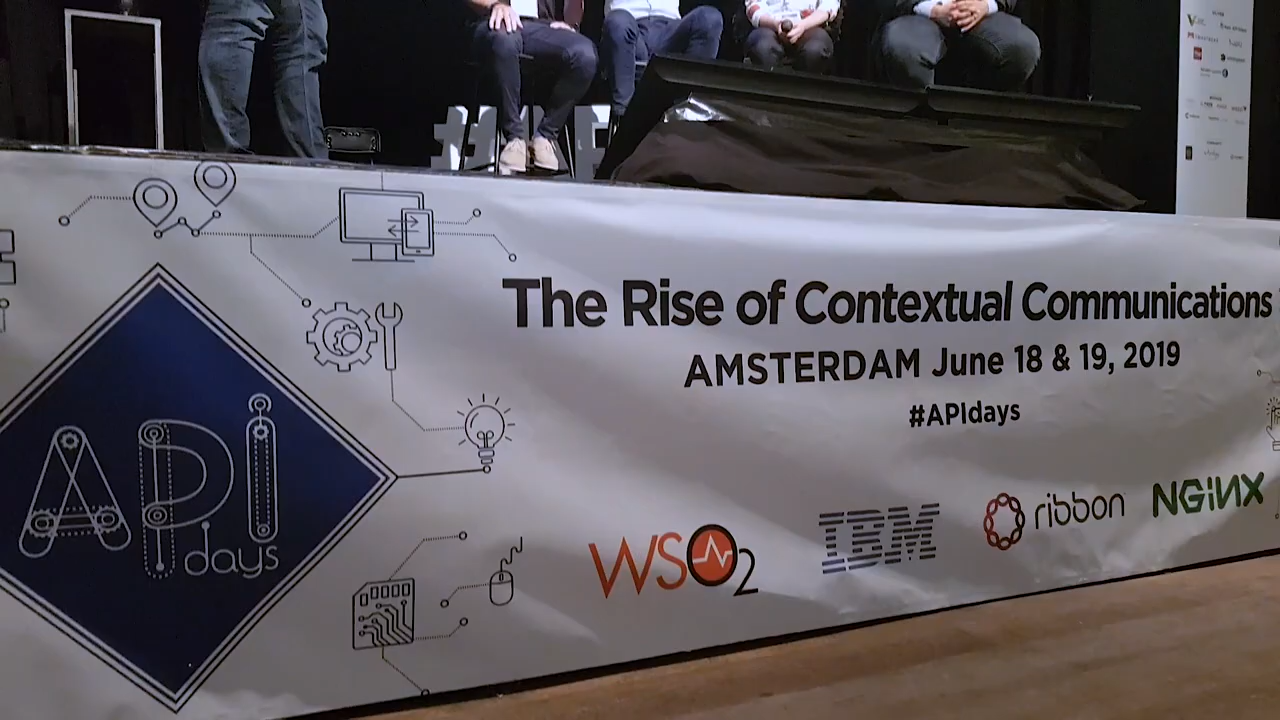 The Rise of Contextual Communications
AMSTERDAM June 18 & 19, 2019
#APIdays
API
days
WSO2
IBM
ribbon
NGINX